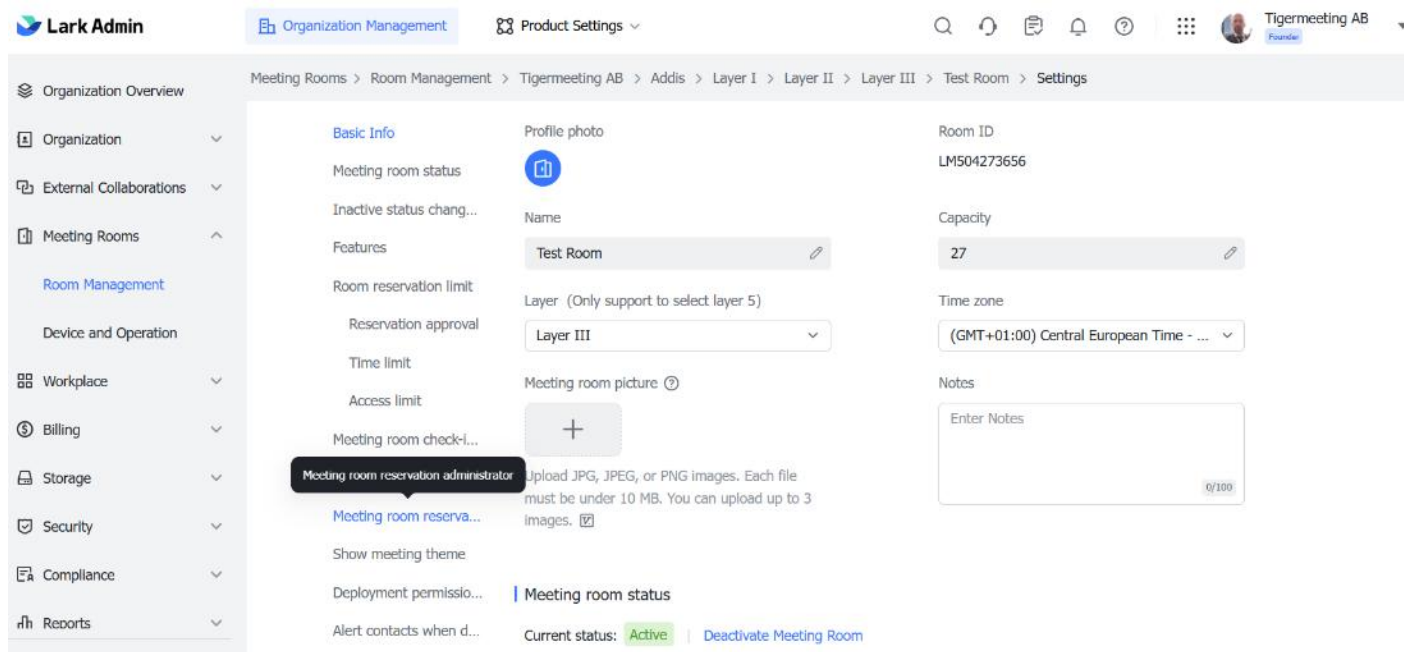 Lark Admin
Organization Management
Product Settings
Tigermeeting AB
Founder
Organization Overview
Organization
External Collaborations
Meeting Rooms
Room Management
Device and Operation
Workplace
Billing
Storage
Security
Compliance
Reports
Meeting Rooms > Room Management > Tigermeeting AB > Addis > Layer I > Layer II > Layer III > Test Room > Settings
Basic Info
Meeting room status
Inactive status chang...
Features
Room reservation limit
Reservation approval
Time limit
Access limit
Meeting room check-i...
Meeting room reservation administrator
Meeting room reserva...
Show meeting theme
Deployment permissio...
Alert contacts when d...
Profile photo
Room ID
LM504273656
Name
Test Room
Capacity
27
Layer (Only support to select layer 5)
Layer III
Time zone
(GMT+01:00) Central European Time - ...
Meeting room picture
Upload JPG, JPEG, or PNG images. Each file
must be under 10 MB. You can upload up to 3
images.
Notes
Enter Notes
0/100
Meeting room status
Current status: Active | Deactivate Meeting Room